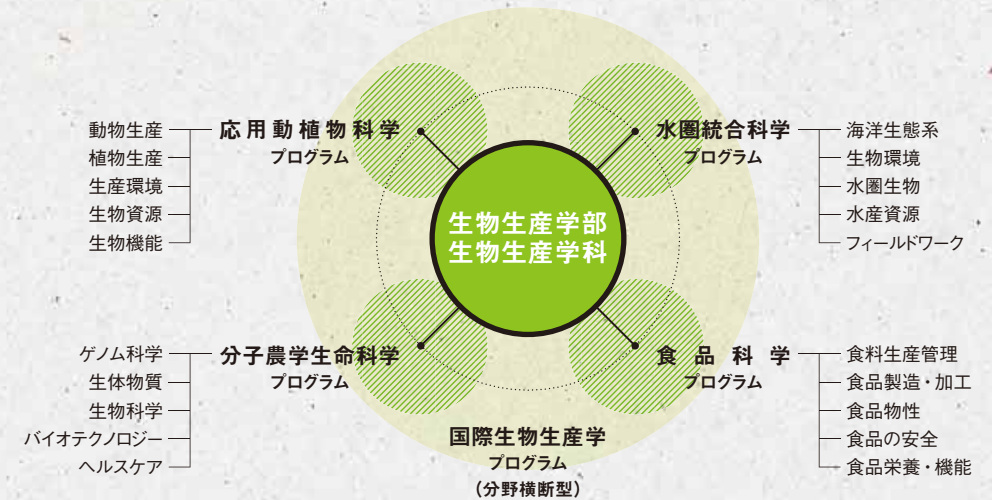 応用動植物科学
プログラム
動物生産
植物生産
生産環境
生物資源
生物機能
水圏統合科学
プログラム
海洋生態系
生物環境
水圏生物
水産資源
フィールドワーク
生物生産学部
生物生産学科
分子農学生命科学
プログラム
ゲノム科学
生体物質
生物科学
バイオテクノロジー
ヘルスケア
食品科学
プログラム
食料生産管理
食品製造・加工
食品物性
食品の安全
食品栄養・機能
国際生物生産学
プログラム
(分野横断型)